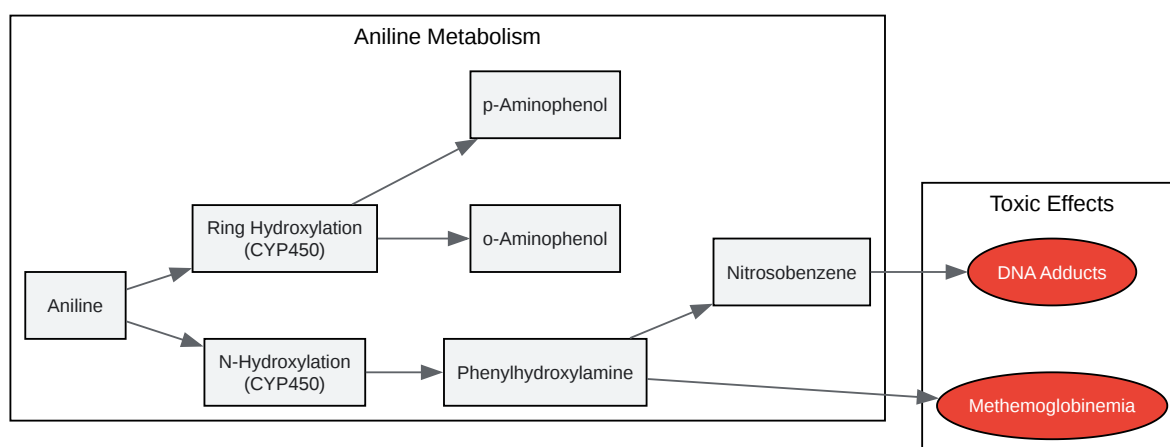 Aniline Metabolism
p-Aminophenol
Ring Hydroxylation
(CYP450)
o-Aminophenol
Aniline
N-Hydroxylation
(CYP450)
Phenylhydroxylamine
Nitrosobenzene
Toxic Effects
DNA Adducts
Methemoglobinemia